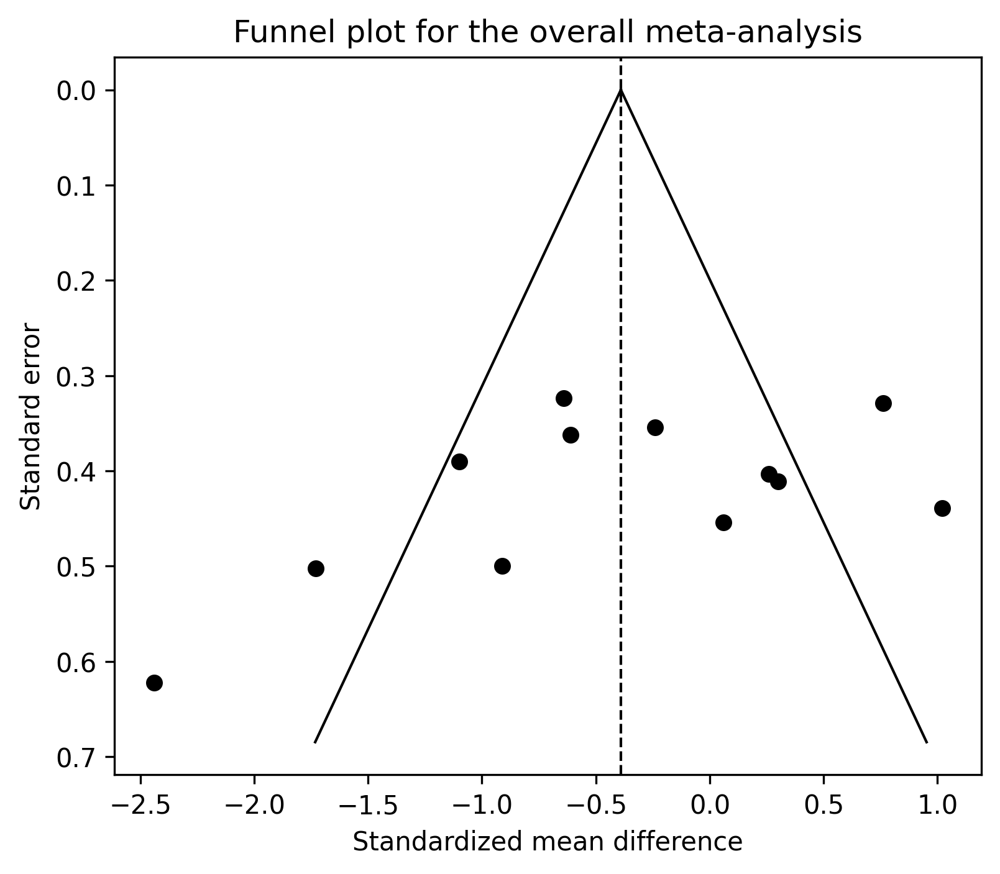 Funnel plot for the overall meta-analysis
0.0
0.1
0.2
0.3
0.4
0.5
0.6
0.7
Standard error
−2.5 −2.0 −1.5 −1.0 −0.5 0.0 0.5 1.0
Standardized mean difference